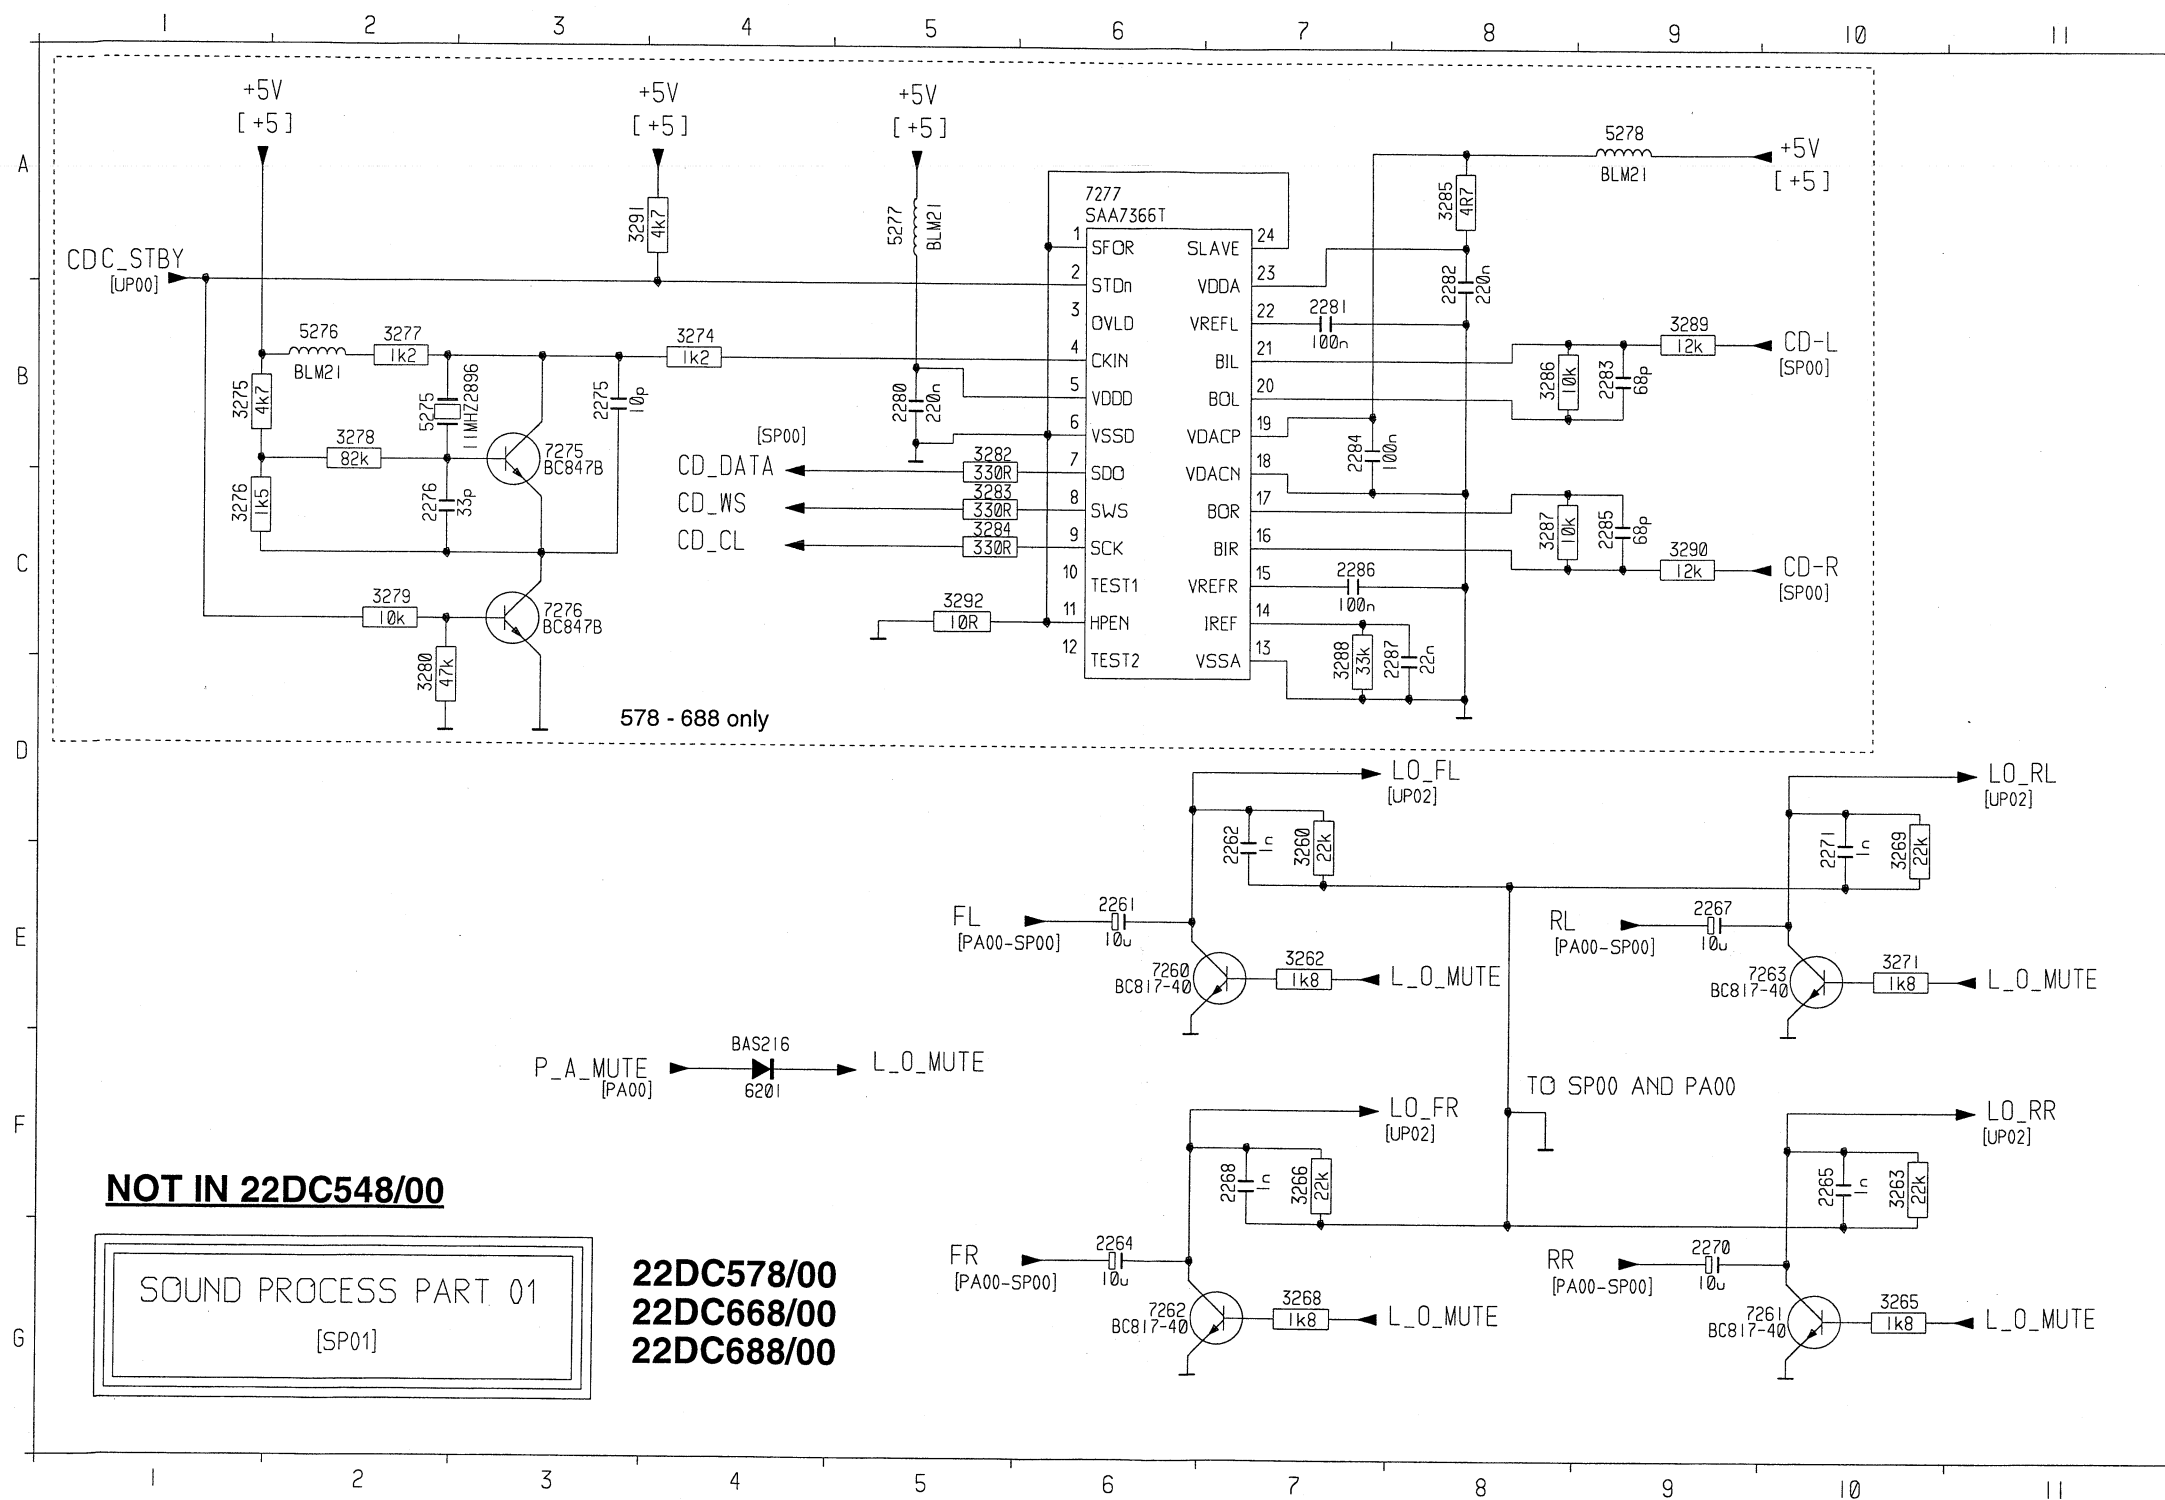 1 2 3 4 5 6 7 8 9 10 11
A
B
C
D
E
F
G
+5V
[+5]
+5V
[+5]
+5V
[+5]
5278
BLM21
+5V
[+5]
CDC_STBY
[UP00]
3291
4k7
5277
BLM21
7277
SAA7366T
3285
4R7
2282
220n
1 SFOR SLAVE 24
2 STDn VDDA 23
3 OVLD VREFL 22
4 CKIN BIL 21
5 VDDD BOL 20
6 VSSD VDACP 19
7 SDO VDACN 18
8 SWS BOR 17
9 SCK BIR 16
10 TEST1 VREFR 15
11 HPEN IREF 14
12 TEST2 VSSA 13
5276
BLM21
3277
1k2
3274
1k2
3275
4k7
5275
11MHZ2896
2275
10p
2280
220n
2281
100n
3289
12k
CD-L
[SP00]
3286
10k
2283
68p
3278
82k
7275
BC847B
3276
1k5
2276
33p
[SP00]
CD_DATA
CD_WS
CD_CL
3282
330R
3283
330R
3284
330R
2284
100n
3287
10k
2285
68p
3290
12k
CD-R
[SP00]
3279
10k
7276
BC847B
3280
47k
3292
10R
2286
100n
3288
33k
2287
22n
578 - 688 only
LO_FL
[UP02]
2262
1n
3260
22k
FL
[PA00-SP00]
2261
10u
7260
BC817-40
3262
1k8
L_O_MUTE
LO_RL
[UP02]
2271
1n
3269
22k
RL
[PA00-SP00]
2267
10u
7263
BC817-40
3271
1k8
L_O_MUTE
P_A_MUTE
[PA00]
BAS216
6201
L_O_MUTE
TO SP00 AND PA00
LO_FR
[UP02]
2268
1n
3266
22k
FR
[PA00-SP00]
2264
10u
7262
BC817-40
3268
1k8
L_O_MUTE
LO_RR
[UP02]
2265
1n
3263
22k
RR
[PA00-SP00]
2270
10u
7261
BC817-40
3265
1k8
L_O_MUTE
NOT IN 22DC548/00
SOUND PROCESS PART 01
[SP01]
22DC578/00
22DC668/00
22DC688/00
1 2 3 4 5 6 7 8 9 10 11